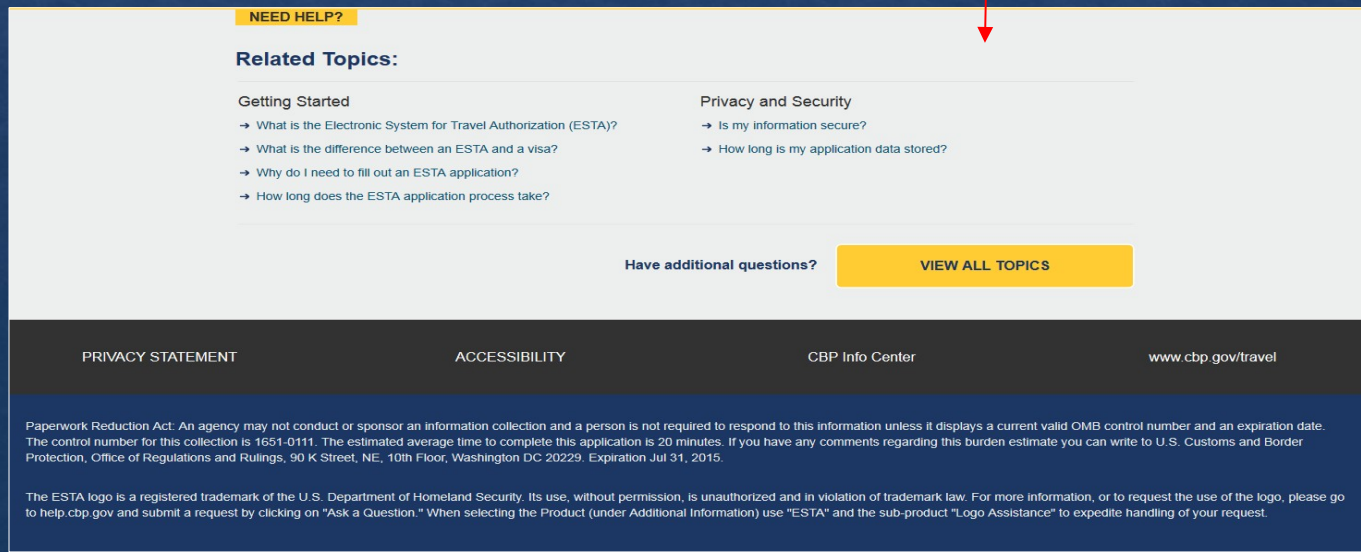 NEED HELP?
Related Topics:
Getting Started
→ What is the Electronic System for Travel Authorization (ESTA)?
→ What is the difference between an ESTA and a visa?
→ Why do I need to fill out an ESTA application?
→ How long does the ESTA application process take?
Privacy and Security
→ Is my information secure?
→ How long is my application data stored?
Have additional questions?
VIEW ALL TOPICS
PRIVACY STATEMENT
ACCESSIBILITY
CBP Info Center
www.cbp.gov/travel
Paperwork Reduction Act: An agency may not conduct or sponsor an information collection and a person is not required to respond to this information unless it displays a current valid OMB control number and an expiration date.
The control number for this collection is 1651-0111. The estimated average time to complete this application is 20 minutes. If you have any comments regarding this burden estimate you can write to U.S. Customs and Border
Protection, Office of Regulations and Rulings, 90 K Street, NE, 10th Floor, Washington DC 20229. Expiration Jul 31, 2015.
The ESTA logo is a registered trademark of the U.S. Department of Homeland Security. Its use, without permission, is unauthorized and in violation of trademark law. For more information, or to request the use of the logo, please go
to help.cbp.gov and submit a request by clicking on "Ask a Question." When selecting the Product (under Additional Information) use "ESTA" and the sub-product "Logo Assistance" to expedite handling of your request.